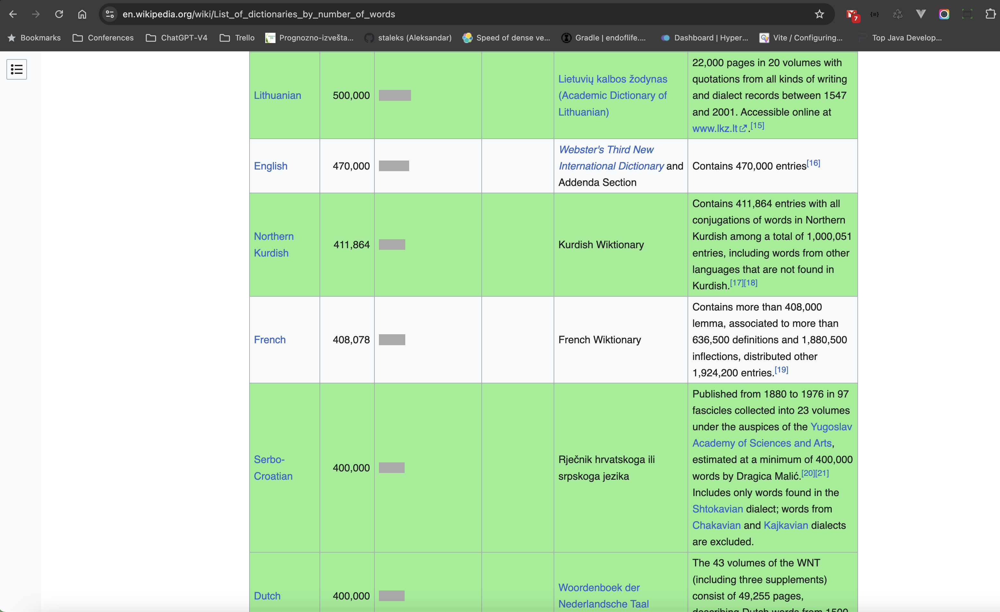 en.wikipedia.org/wiki/List_of_dictionaries_by_number_of_words
7
Bookmarks Conferences ChatGPT-V4 Trello Prognozno-izvešta... staleks (Aleksandar) Speed of dense ve... Gradle | endoflife.... Dashboard | Hyper... Vite / Configuring... Top Java Develop...
Lithuanian
500,000
Lietuvių kalbos žodynas
(Academic Dictionary of
Lithuanian)
22,000 pages in 20 volumes with
quotations from all kinds of writing
and dialect records between 1547
and 2001. Accessible online at
www.lkz.lt.[15]
English
470,000
Webster's Third New
International Dictionary and
Addenda Section
Contains 470,000 entries[16]
Northern
Kurdish
411,864
Kurdish Wiktionary
Contains 411,864 entries with all
conjugations of words in Northern
Kurdish among a total of 1,000,051
entries, including words from other
languages that are not found in
Kurdish.[17][18]
French
408,078
French Wiktionary
Contains more than 408,000
lemma, associated to more than
636,500 definitions and 1,880,500
inflections, distributed other
1,924,200 entries.[19]
Serbo-
Croatian
400,000
Rječnik hrvatskoga ili
srpskoga jezika
Published from 1880 to 1976 in 97
fascicles collected into 23 volumes
under the auspices of the Yugoslav
Academy of Sciences and Arts,
estimated at a minimum of 400,000
words by Dragica Malić.[20][21]
Includes only words found in the
Shtokavian dialect; words from
Chakavian and Kajkavian dialects
are excluded.
Dutch
400,000
Woordenboek der
Nederlandsche Taal
The 43 volumes of the WNT
(including three supplements)
consist of 49,255 pages,
describing Dutch words from 1500